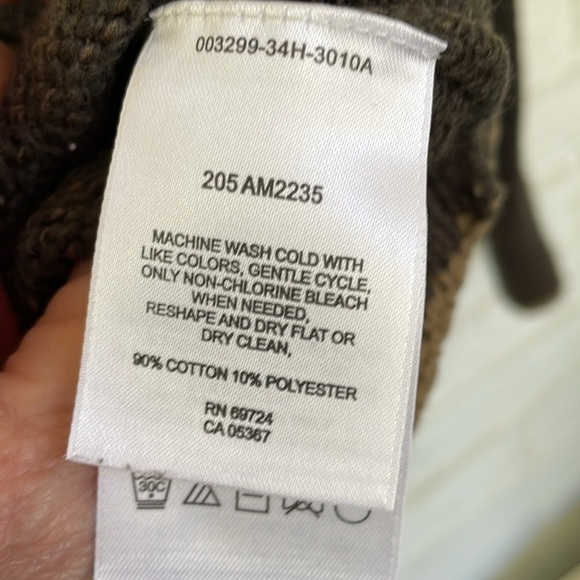 003299-34H-3010A
205 AM2235
MACHINE WASH COLD WITH
LIKE COLORS, GENTLE CYCLE,
ONLY NON-CHLORINE BLEACH
WHEN NEEDED,
RESHAPE AND DRY FLAT OR
DRY CLEAN,
90% COTTON 10% POLYESTER
RN 69724
CA 05367
30C